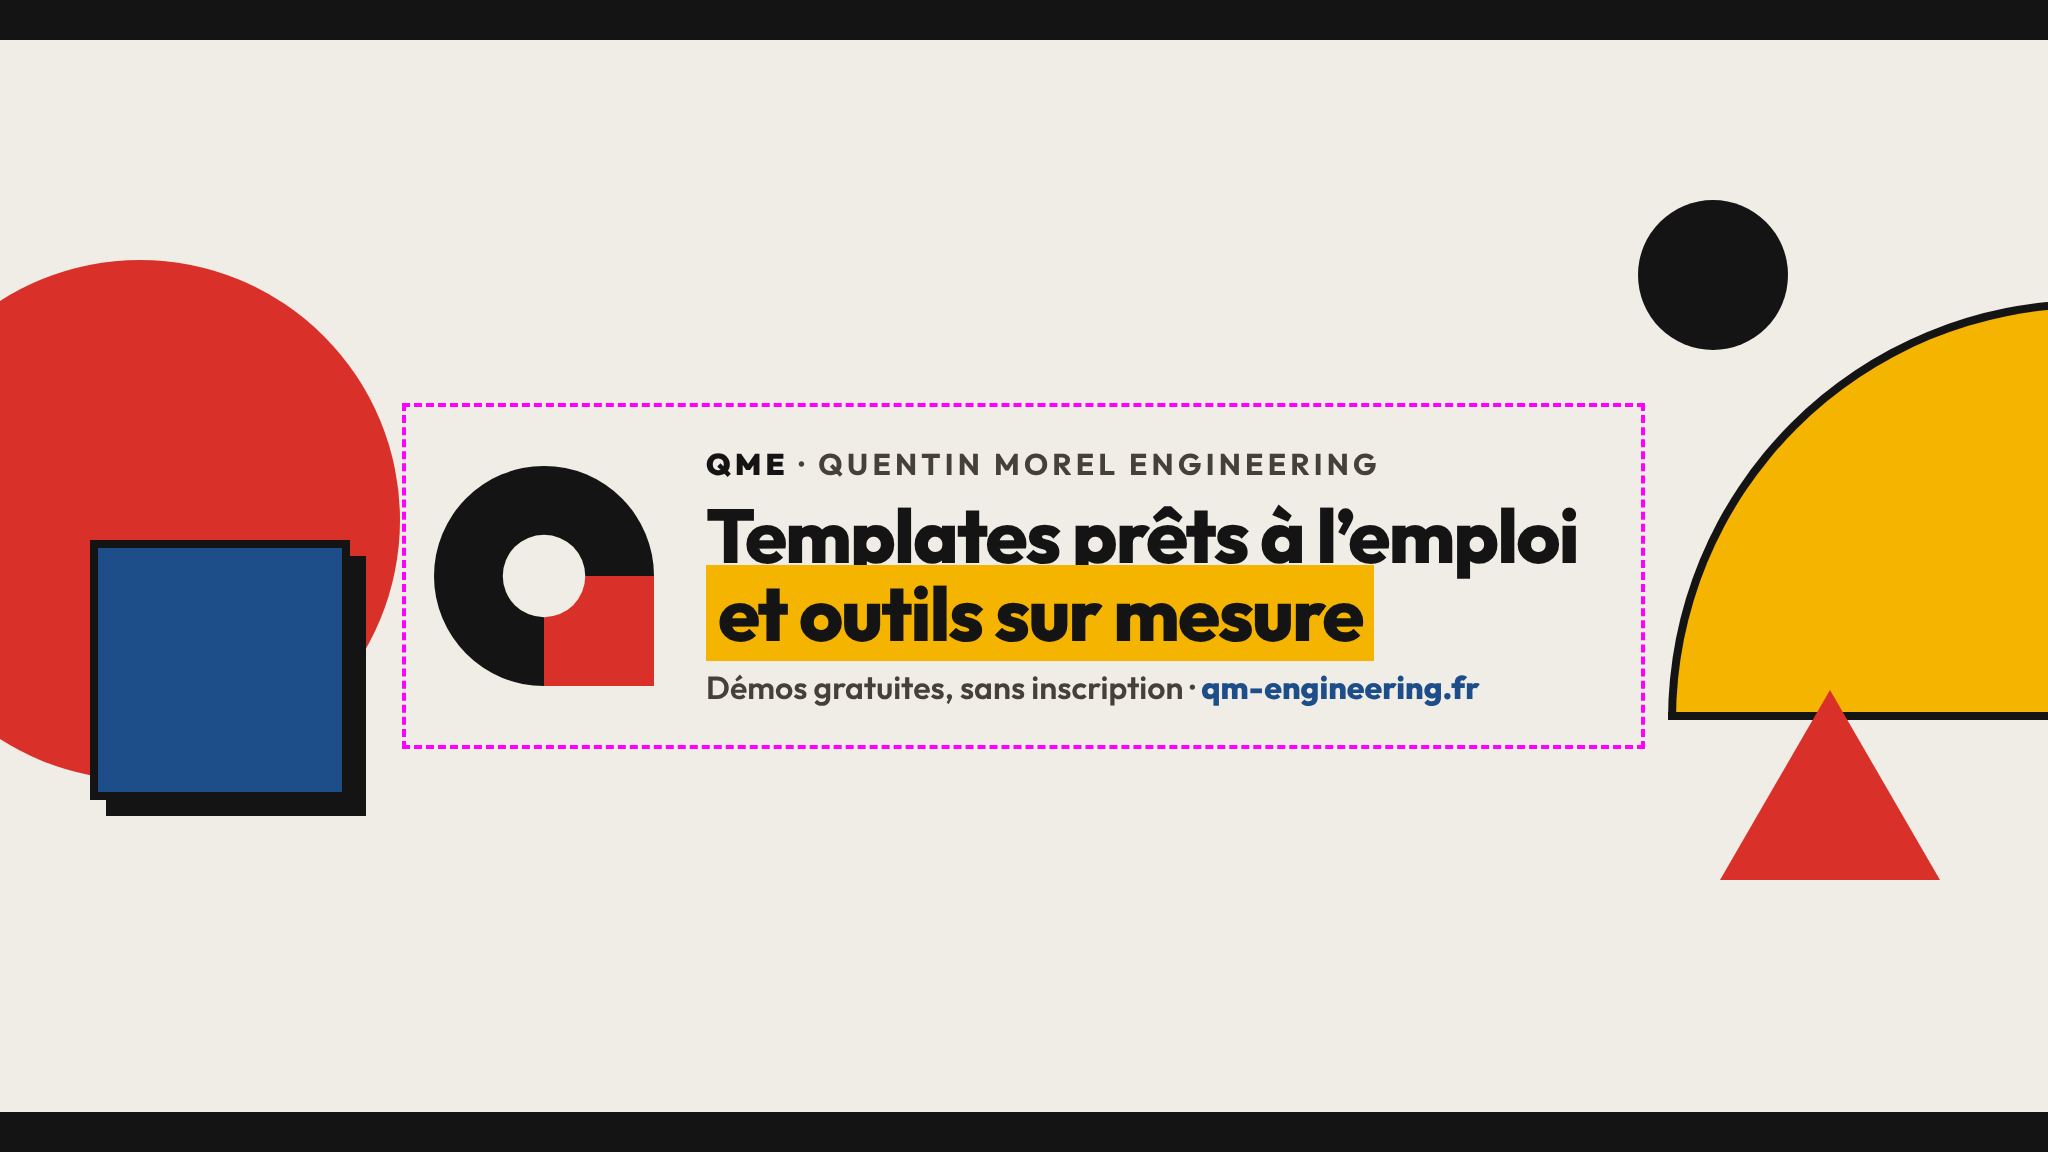 QME · QUENTIN MOREL ENGINEERING
Templates prêts à l’emploi
et outils sur mesure
Démos gratuites, sans inscription · qm-engineering.fr